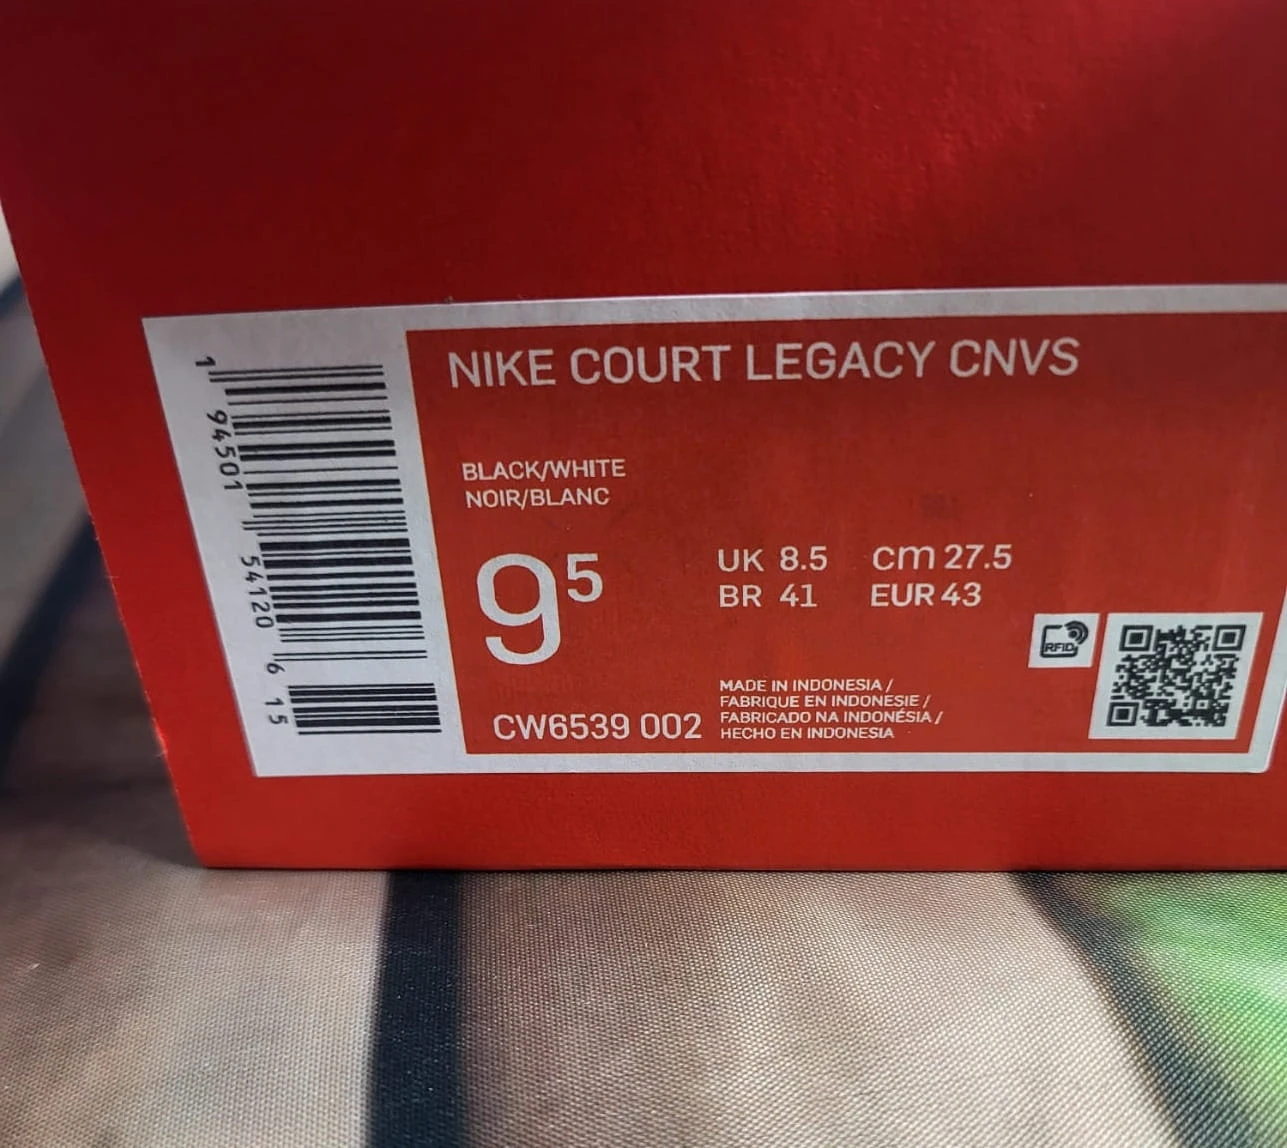 NIKE COURT LEGACY CNVS
BLACK/WHITE
NOIR/BLANC
9⁵
UK 8.5 cm 27.5
BR 41 EUR 43
CW6539 002
MADE IN INDONESIA /
FABRIQUE EN INDONESIE /
FABRICADO NA INDONÉSIA /
HECHO EN INDONESIA
RFID
1 94501 54120 6 15